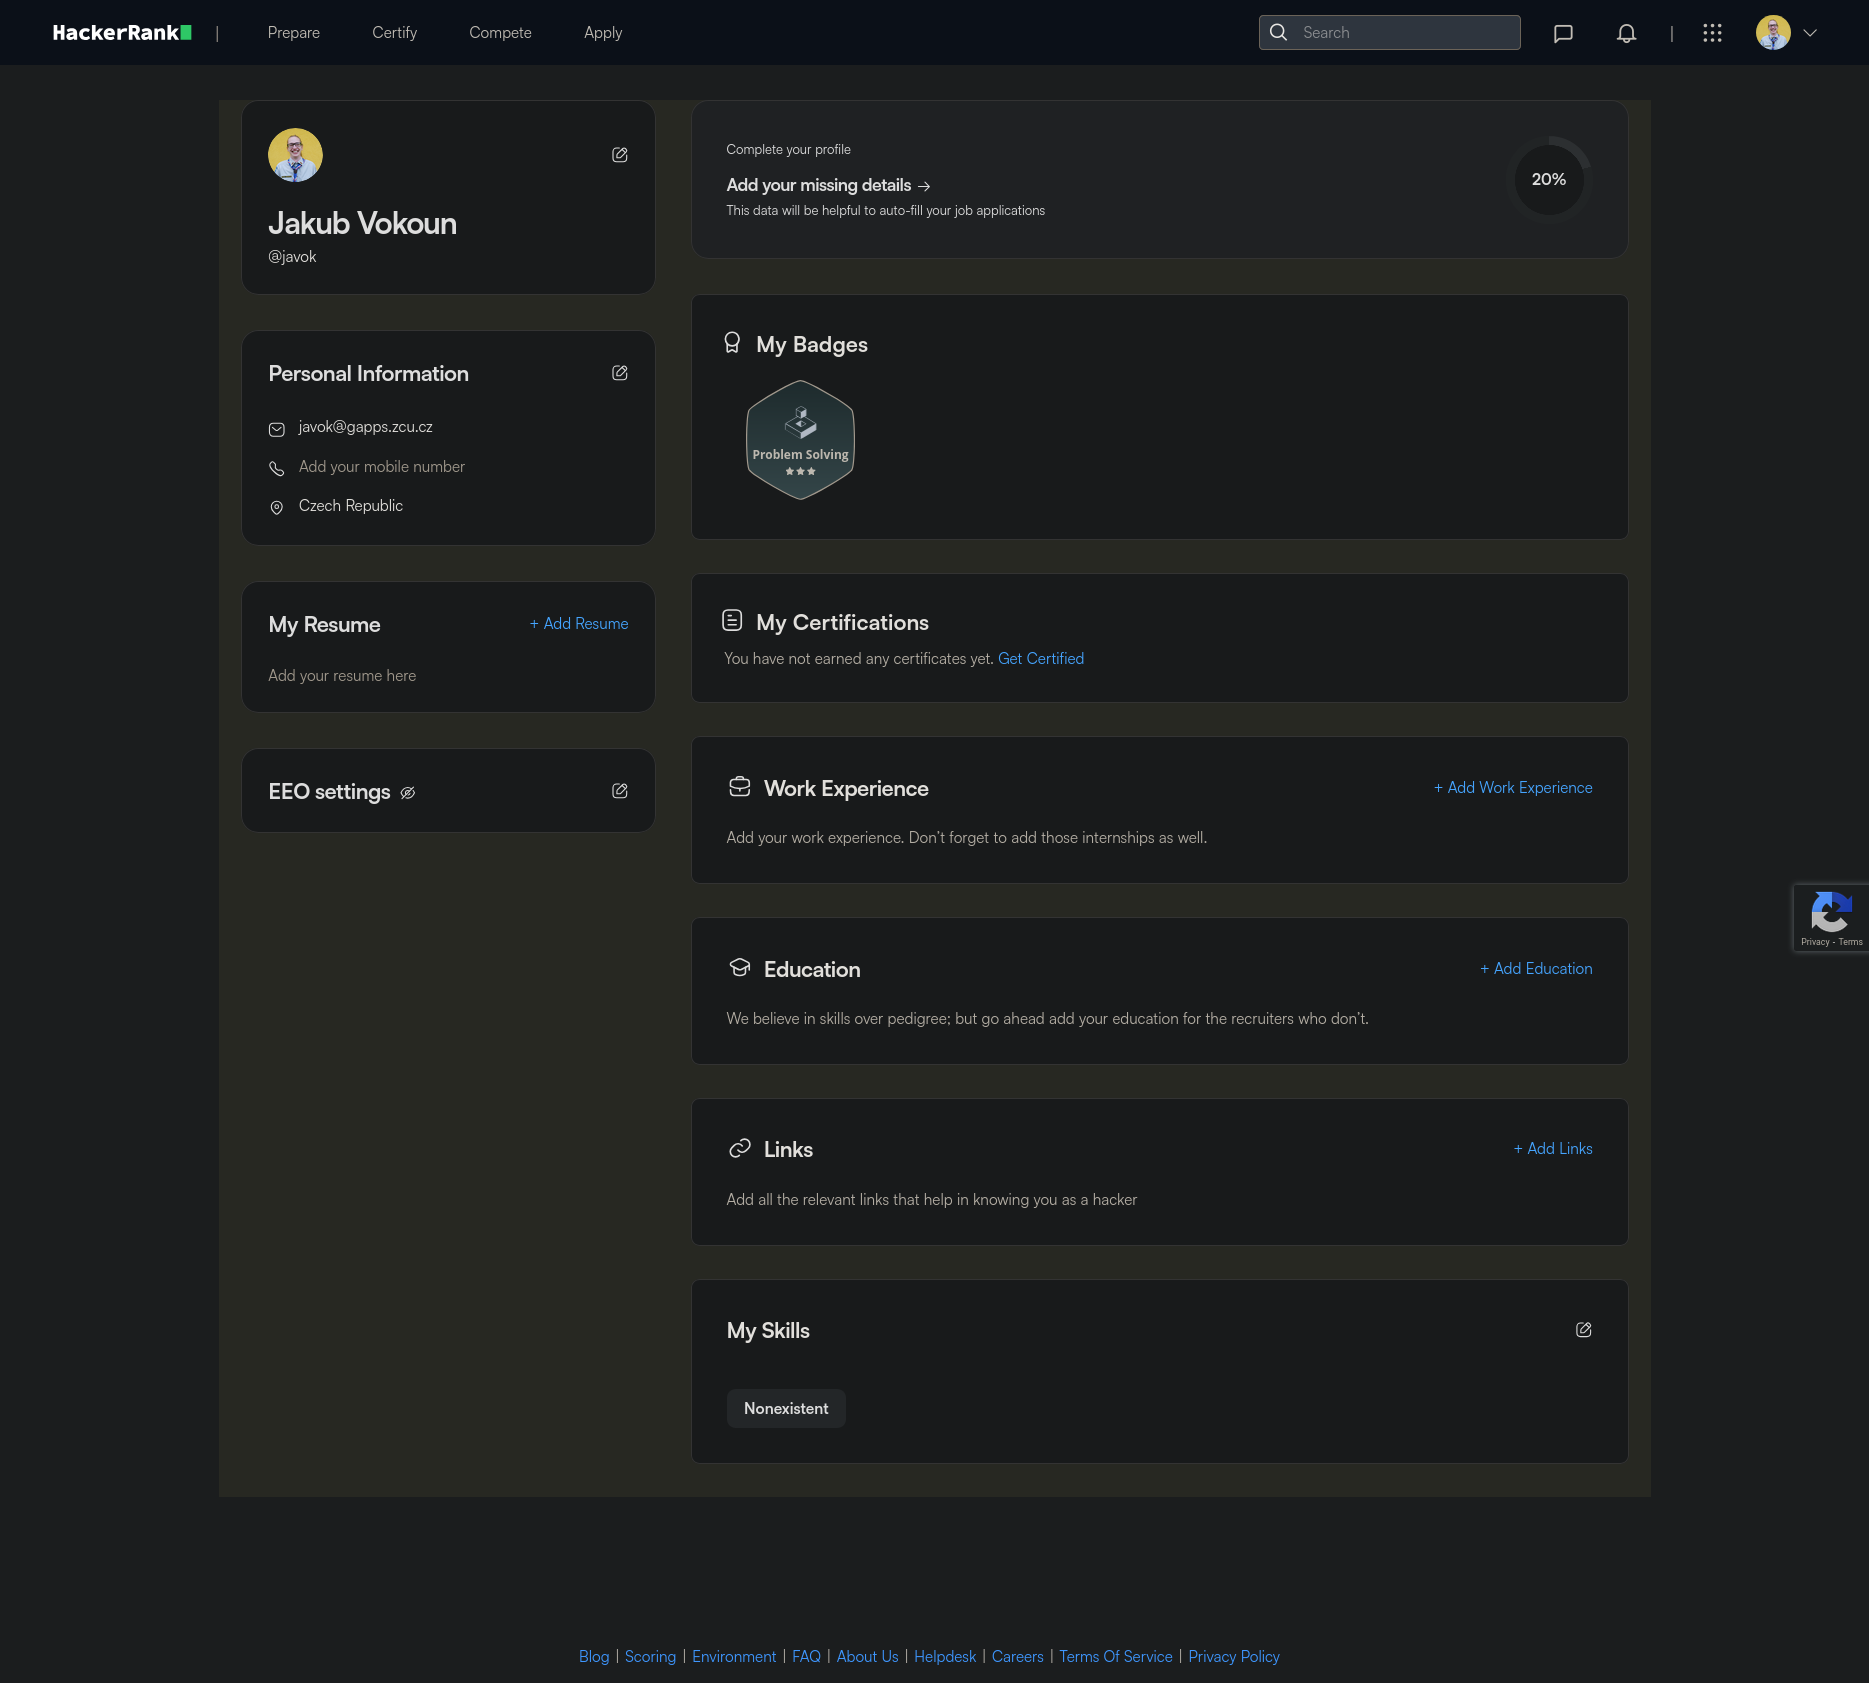 HackerRank | Prepare Certify Compete Apply Search |
Jakub Vokoun
@javok
Personal Information
javok@gapps.zcu.cz
Add your mobile number
Czech Republic
My Resume + Add Resume
Add your resume here
EEO settings
Complete your profile
Add your missing details →
This data will be helpful to auto-fill your job applications
20%
My Badges
Problem Solving
My Certifications
You have not earned any certificates yet. Get Certified
Work Experience + Add Work Experience
Add your work experience. Don't forget to add those internships as well.
Education + Add Education
We believe in skills over pedigree; but go ahead add your education for the recruiters who don't.
Links + Add Links
Add all the relevant links that help in knowing you as a hacker
My Skills
Nonexistent
Privacy - Terms
Blog | Scoring | Environment | FAQ | About Us | Helpdesk | Careers | Terms Of Service | Privacy Policy